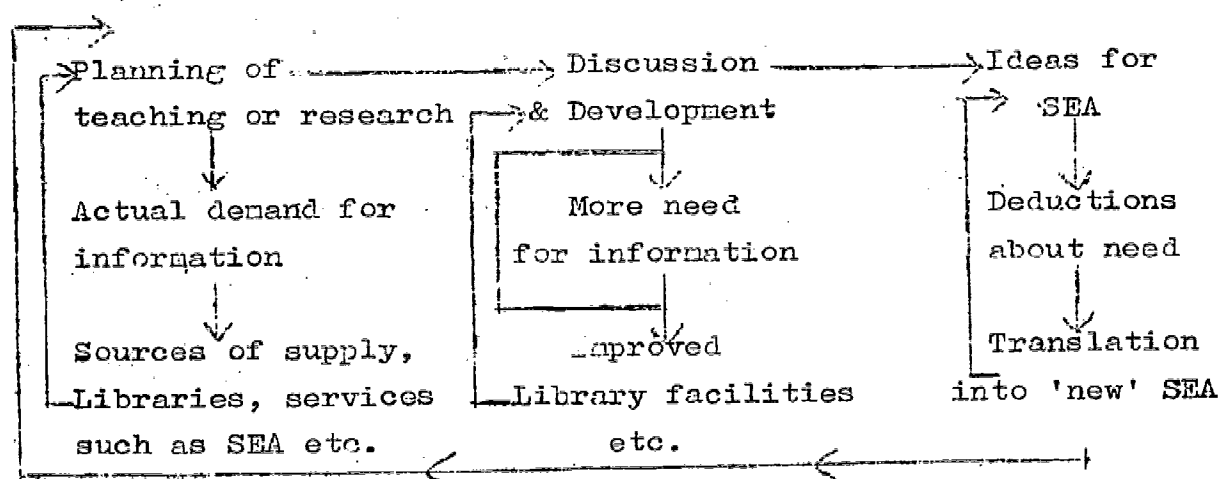 Planning of
teaching or research
Actual demand for
information
Sources of supply,
Libraries, services
such as SEA etc.
Discussion
& Development
More need
for information
Improved
Library facilities
etc.
Ideas for
SEA
Deductions
about need
Translation
into 'new' SEA